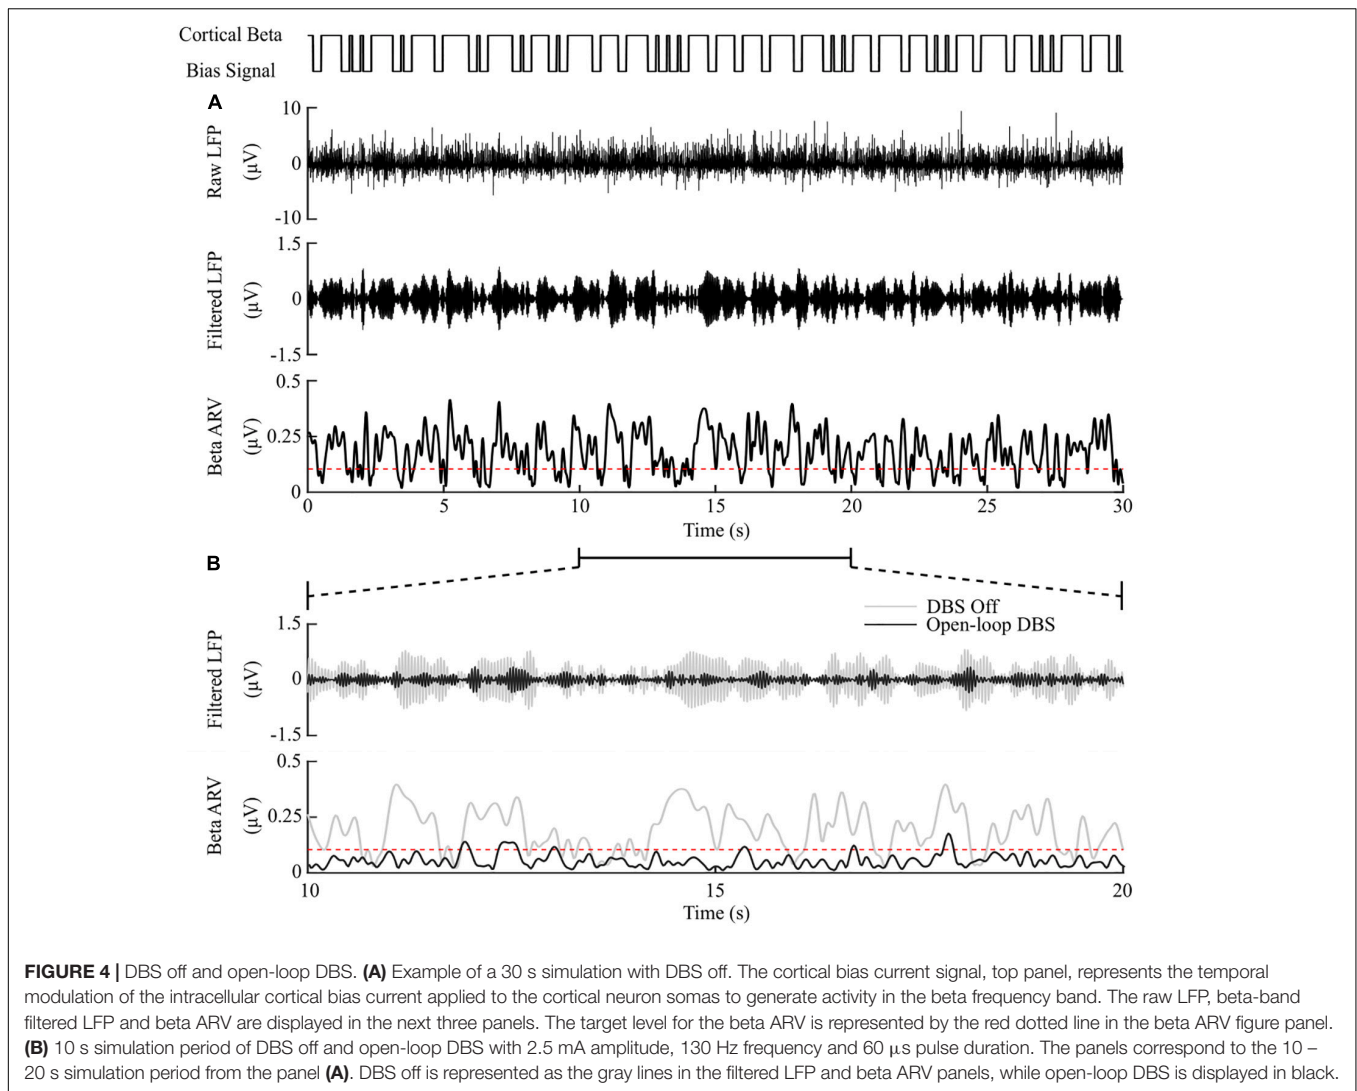 Cortical Beta
Bias Signal
A
Raw LFP
(μV)
10
0
-10
Filtered LFP
(μV)
1.5
0
-1.5
Beta ARV
(μV)
0.5
0.25
0
0 5 10 15 20 25 30
Time (s)
B
DBS Off
Open-loop DBS
Filtered LFP
(μV)
1.5
0
-1.5
Beta ARV
(μV)
0.5
0.25
0
10 15 20
Time (s)
FIGURE 4 | DBS off and open-loop DBS. (A) Example of a 30 s simulation with DBS off. The cortical bias current signal, top panel, represents the temporal
modulation of the intracellular cortical bias current applied to the cortical neuron somas to generate activity in the beta frequency band. The raw LFP, beta-band
filtered LFP and beta ARV are displayed in the next three panels. The target level for the beta ARV is represented by the red dotted line in the beta ARV figure panel.
(B) 10 s simulation period of DBS off and open-loop DBS with 2.5 mA amplitude, 130 Hz frequency and 60 μs pulse duration. The panels correspond to the 10 –
20 s simulation period from the panel (A). DBS off is represented as the gray lines in the filtered LFP and beta ARV panels, while open-loop DBS is displayed in black.